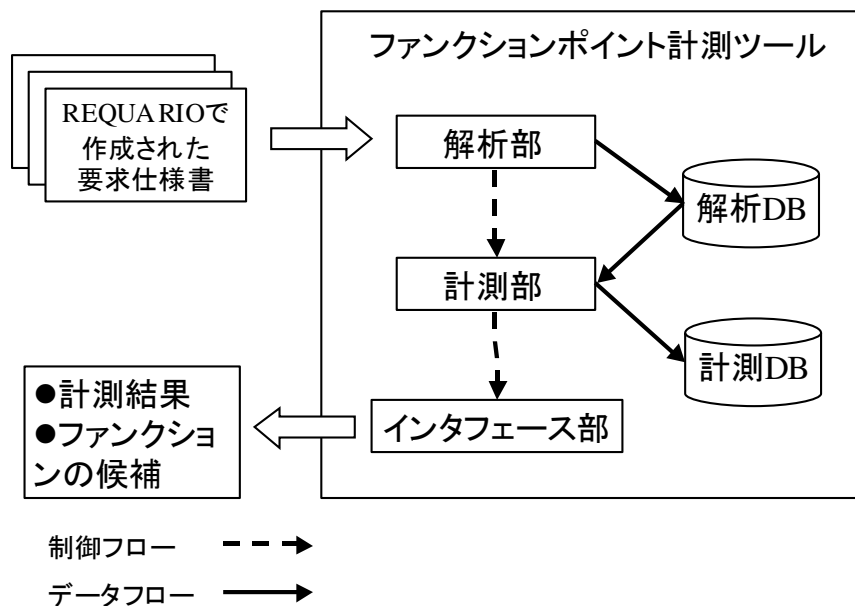 ファンクションポイント計測ツール
REQUARIOで
作成された
要求仕様書
解析部
解析DB
計測部
計測DB
インタフェース部
●計測結果
●ファンクショ
ンの候補
制御フロー
データフロー